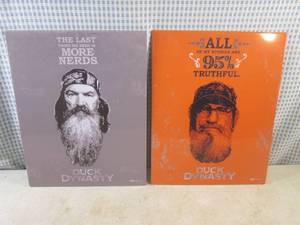 THE LAST
THING WE NEED IS
MORE
NERDS.
DUCK
DYNASTY
ALL
OF MY STORIES ARE
95%
TRUTHFUL.
DUCK
DYNASTY